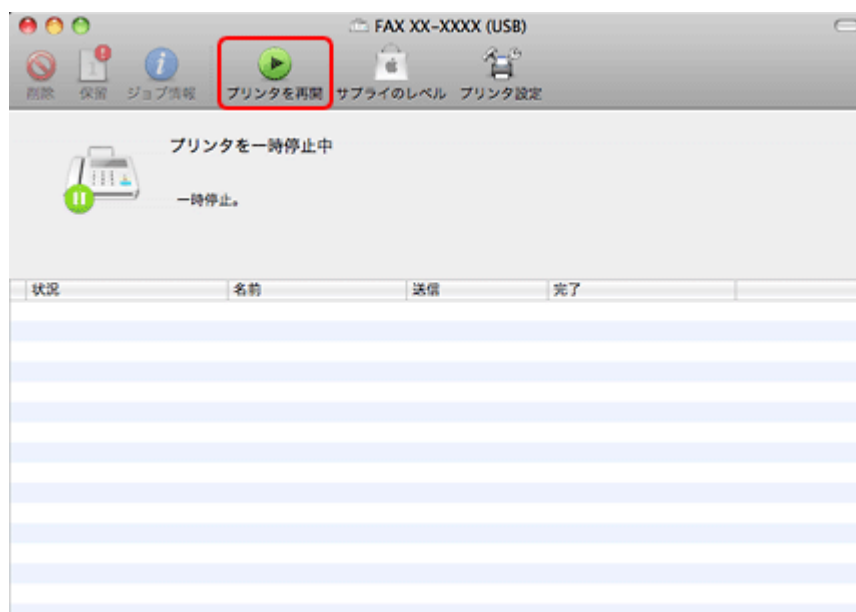 FAX XX-XXXX (USB)
削除 保留 ジョブ情報 プリンタを再開 サプライのレベル プリンタ設定
プリンタを一時停止中
一時停止。
状況 名前 送信 完了